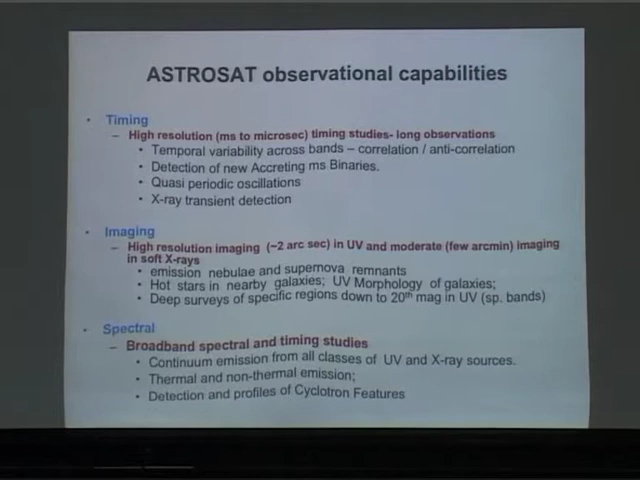 ASTROSAT observational capabilities
• Timing
– High resolution (ms to microsec) timing studies- long observations
• Temporal variability across bands – correlation / anti-correlation
• Detection of new Accreting ms Binaries.
• Quasi periodic oscillations
• X-ray transient detection
• Imaging
– High resolution imaging (~2 arc sec) in UV and moderate (few arcmin) imaging
in soft X-rays
• emission nebulae and supernova remnants
• Hot stars in nearby galaxies; UV Morphology of galaxies;
• Deep surveys of specific regions down to 20th mag in UV (sp. bands)
• Spectral
– Broadband spectral and timing studies
• Continuum emission from all classes of UV and X-ray sources.
• Thermal and non-thermal emission;
• Detection and profiles of Cyclotron Features